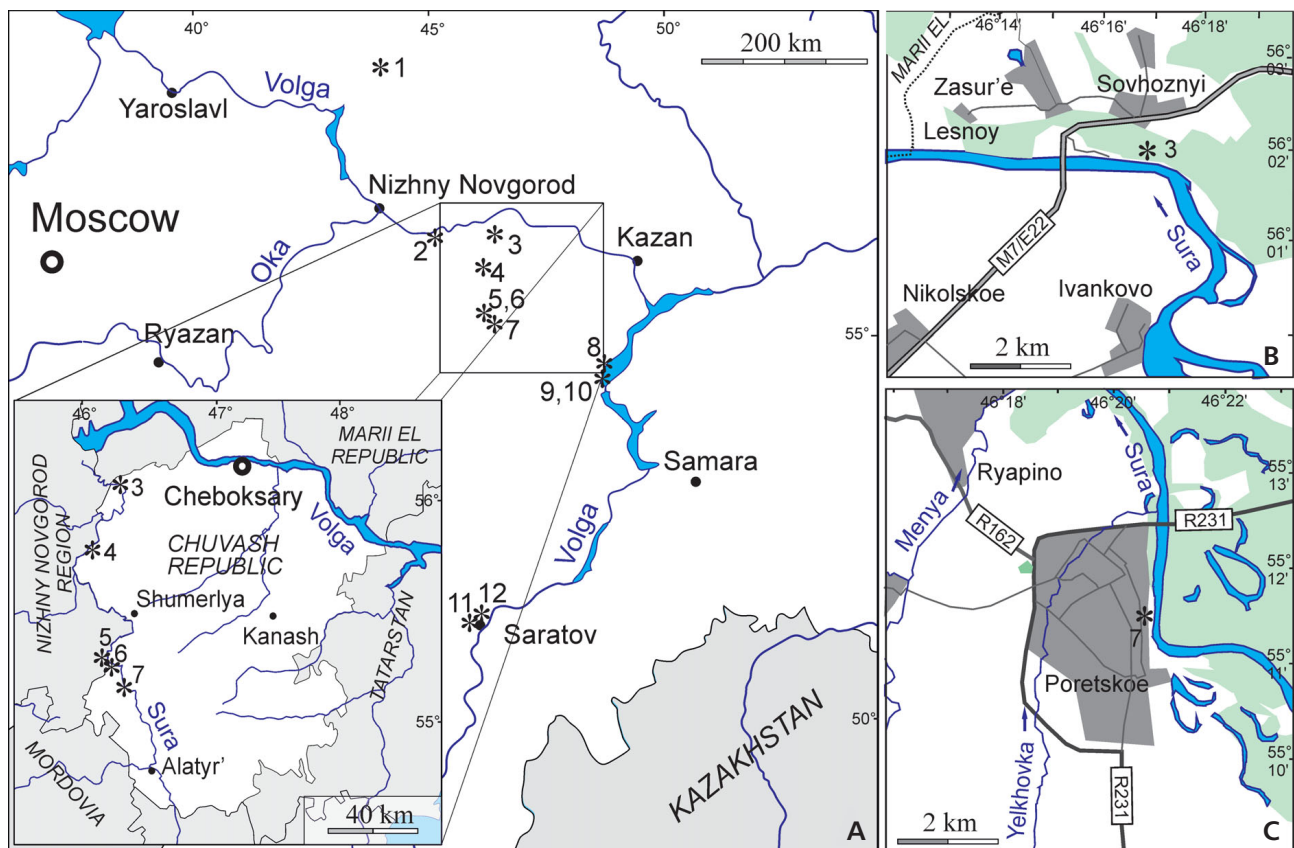 40°
45°
50°
200 km
1
Volga
Yaroslavl
Nizhny Novgorod
Moscow
Oka
2
3
Kazan
4
5,6
7
Ryazan
55°
8
9,10
Samara
Volga
11
12
Saratov
50°
KAZAKHSTAN
A
46°
47°
48°
MARII EL
REPUBLIC
NIZHNY NOVGOROD
REGION
3
Cheboksary
56°
Volga
4
CHUVASH
REPUBLIC
Shumerlya
Kanash
TATARSTAN
5
6
7
Sura
55°
MORDOVIA
Alatyr’
40 km
46°14'
46°16'
46°18'
MARII EL
56°
03'
Zasur’e
Sovhoznyi
Lesnoy
3
56°
02'
Sura
56°
01'
M7/E22
Nikolskoe
Ivankovo
2 km
B
46°18'
46°20'
46°22'
Ryapino
Sura
55°
13'
Menya
R162
R231
55°
12'
7
55°
11'
Poretskoe
55°
10'
Yelkhovka
R231
2 km
C